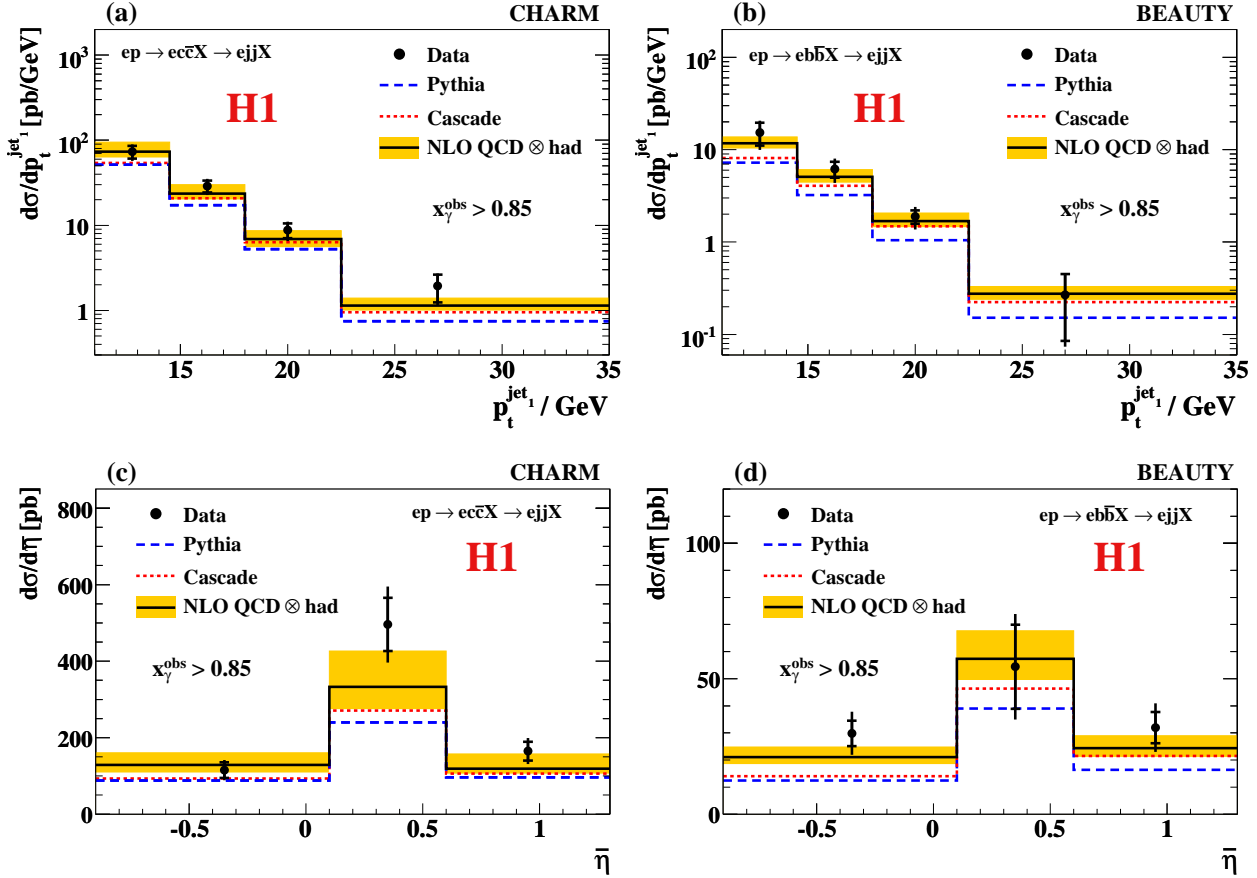 (a) CHARM
ep → ecc̄X → ejjX
H1
Data
Pythia
Cascade
NLO QCD ⊗ had
x_γ^obs > 0.85
dσ/dp_t^jet_1 [pb/GeV]
10^3
10^2
10
1
15 20 25 30 35
p_t^jet_1 / GeV
(b) BEAUTY
ep → ebb̄X → ejjX
H1
Data
Pythia
Cascade
NLO QCD ⊗ had
x_γ^obs > 0.85
dσ/dp_t^jet_1 [pb/GeV]
10^2
10
1
10^-1
15 20 25 30 35
p_t^jet_1 / GeV
(c) CHARM
ep → ecc̄X → ejjX
H1
Data
Pythia
Cascade
NLO QCD ⊗ had
x_γ^obs > 0.85
dσ/dη̄ [pb]
800
600
400
200
0
-0.5 0 0.5 1
η̄
(d) BEAUTY
ep → ebb̄X → ejjX
H1
Data
Pythia
Cascade
NLO QCD ⊗ had
x_γ^obs > 0.85
dσ/dη̄ [pb]
100
50
0
-0.5 0 0.5 1
η̄